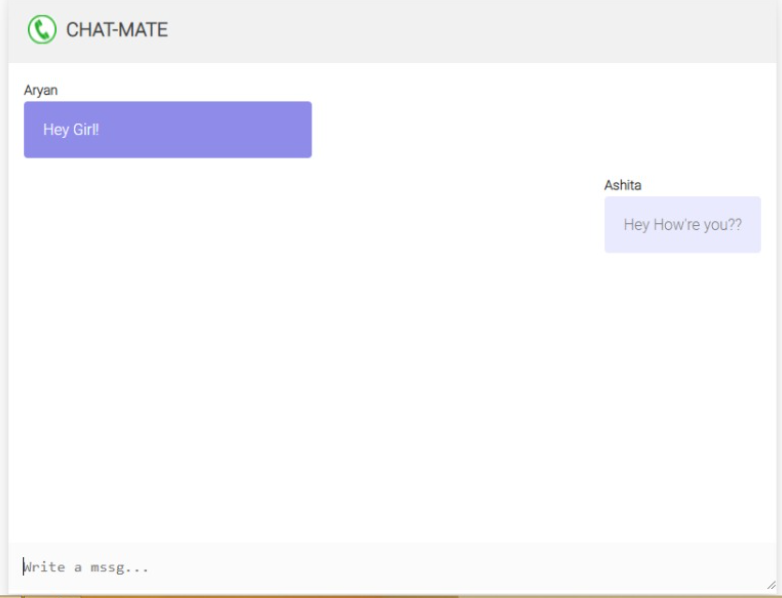 CHAT-MATE
Aryan
Hey Girl!
Ashita
Hey How're you??
Write a mssg...